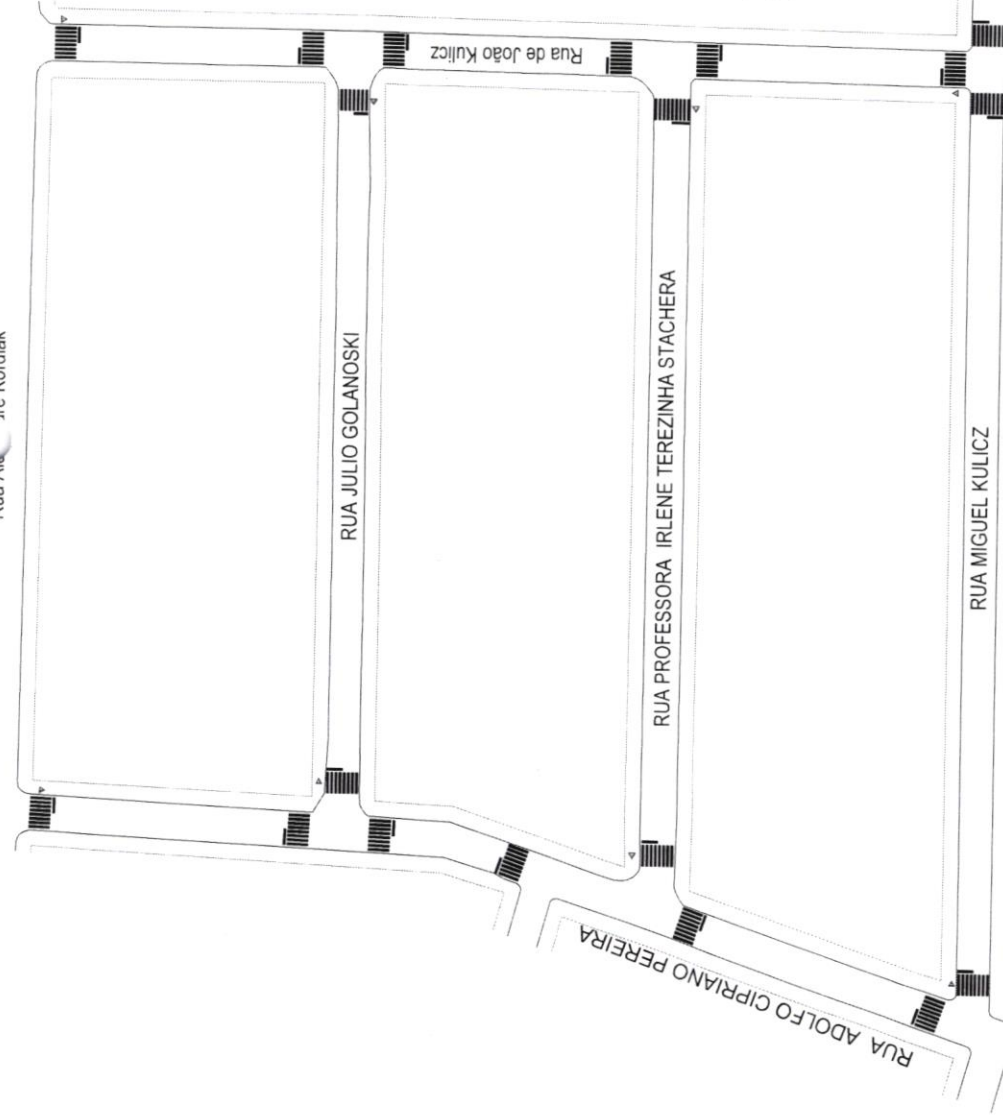 Rua de João Kulicz
RUA JULIO GOLANOSKI
RUA PROFESSORA IRLENE TEREZINHA STACHERA
RUA MIGUEL KULICZ
RUA ADOLFO CIPRIANO PEREIRA